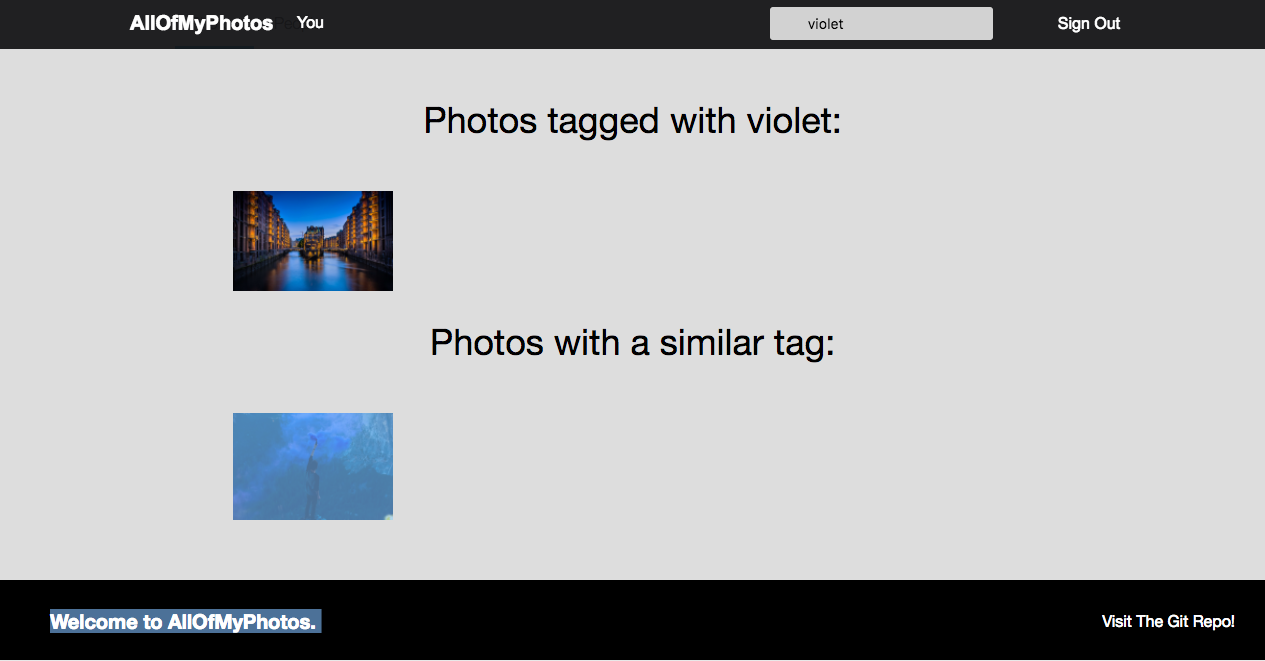 AllOfMyPhotos You violet Sign Out
Photos tagged with violet:
Photos with a similar tag:
Welcome to AllOfMyPhotos. Visit The Git Repo!